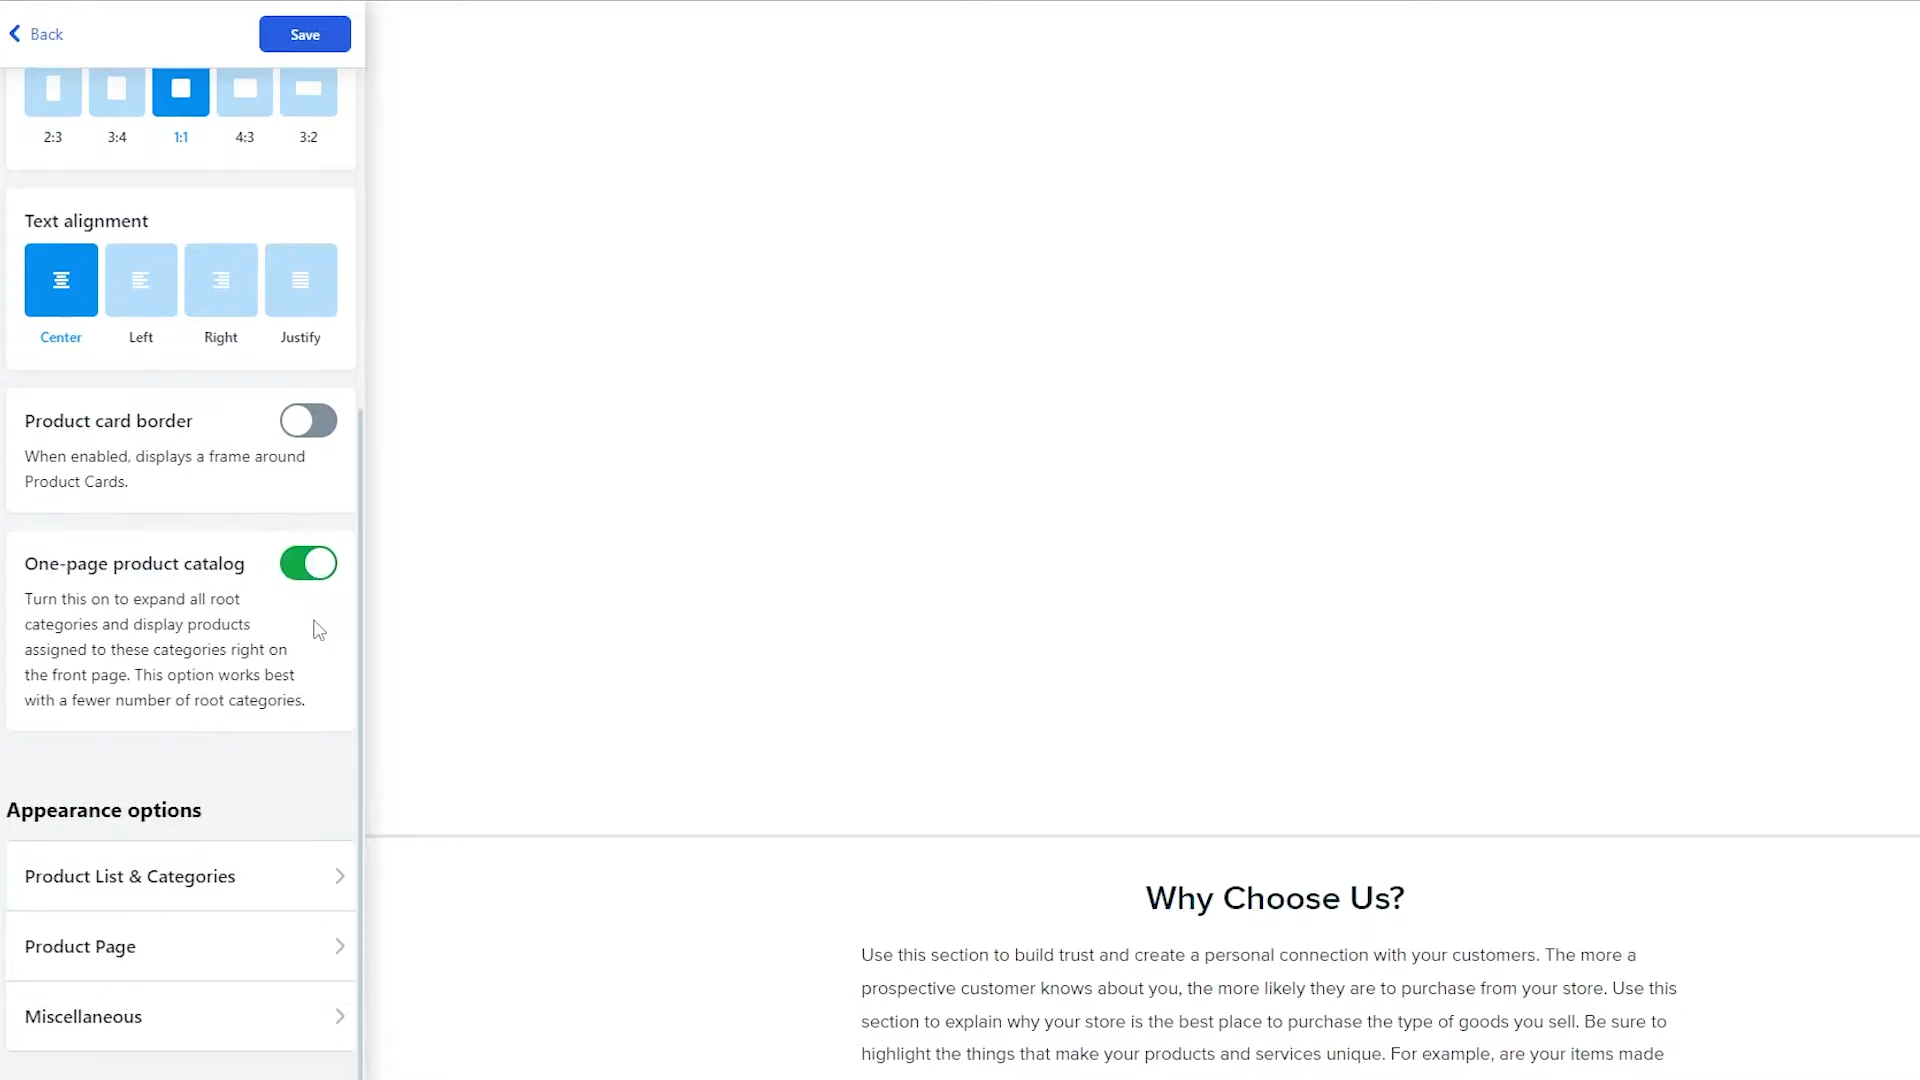 Back
Save
2:3
3:4
1:1
4:3
3:2
Text alignment
Center
Left
Right
Justify
Product card border
When enabled, displays a frame around
Product Cards.
One-page product catalog
Turn this on to expand all root
categories and display products
assigned to these categories right on
the front page. This option works best
with a fewer number of root categories.
Appearance options
Product List & Categories
Product Page
Miscellaneous
Why Choose Us?
Use this section to build trust and create a personal connection with your customers. The more a
prospective customer knows about you, the more likely they are to purchase from your store. Use this
section to explain why your store is the best place to purchase the type of goods you sell. Be sure to
highlight the things that make your products and services unique. For example, are your items made